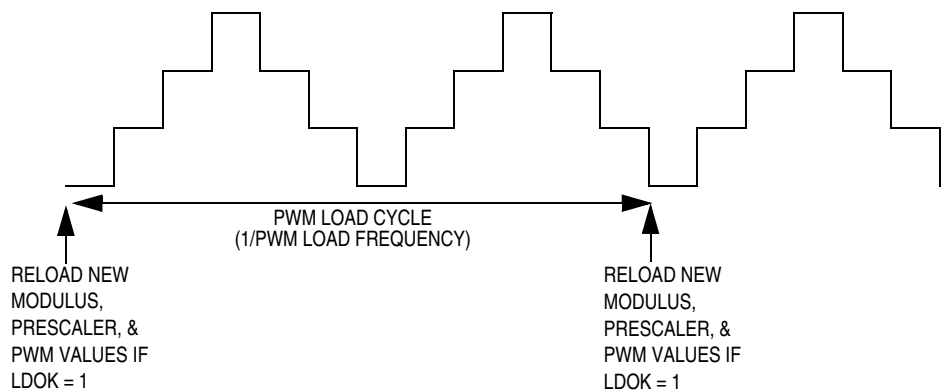 PWM LOAD CYCLE
(1/PWM LOAD FREQUENCY)
RELOAD NEW
MODULUS,
PRESCALER, &
PWM VALUES IF
LDOK = 1
RELOAD NEW
MODULUS,
PRESCALER, &
PWM VALUES IF
LDOK = 1